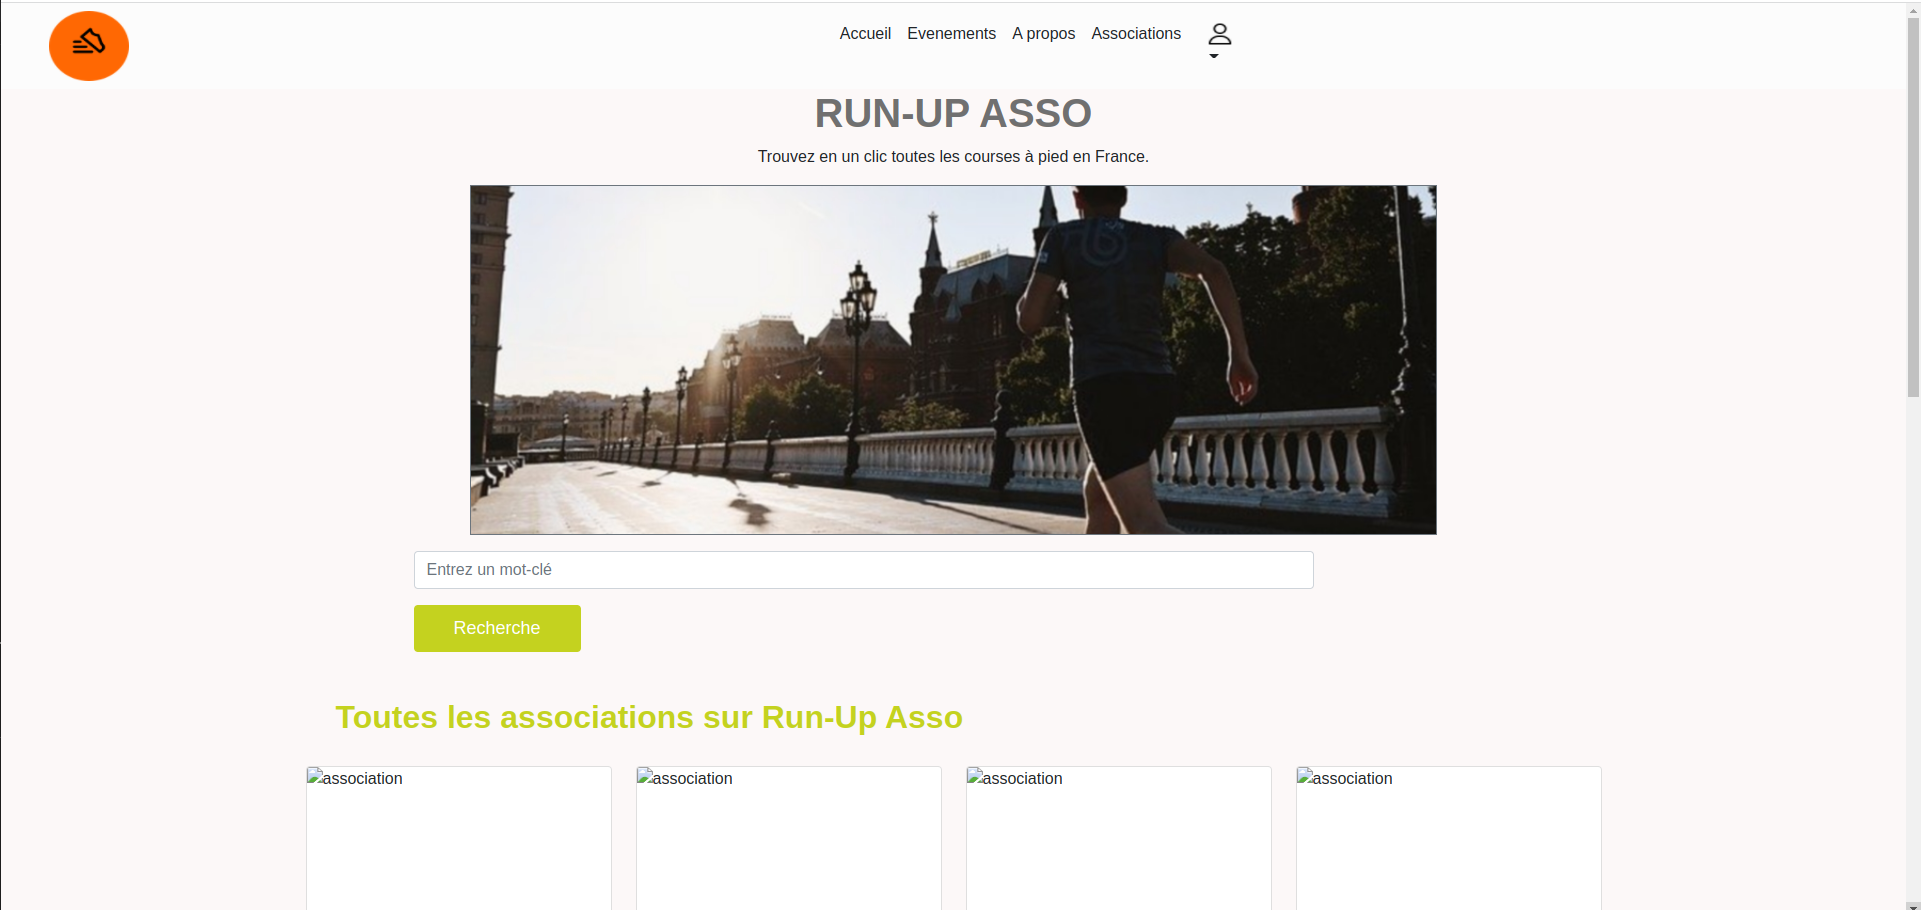 Accueil Evenements A propos Associations
RUN-UP ASSO
Trouvez en un clic toutes les courses à pied en France.
Entrez un mot-clé
Recherche
Toutes les associations sur Run-Up Asso
association association association association